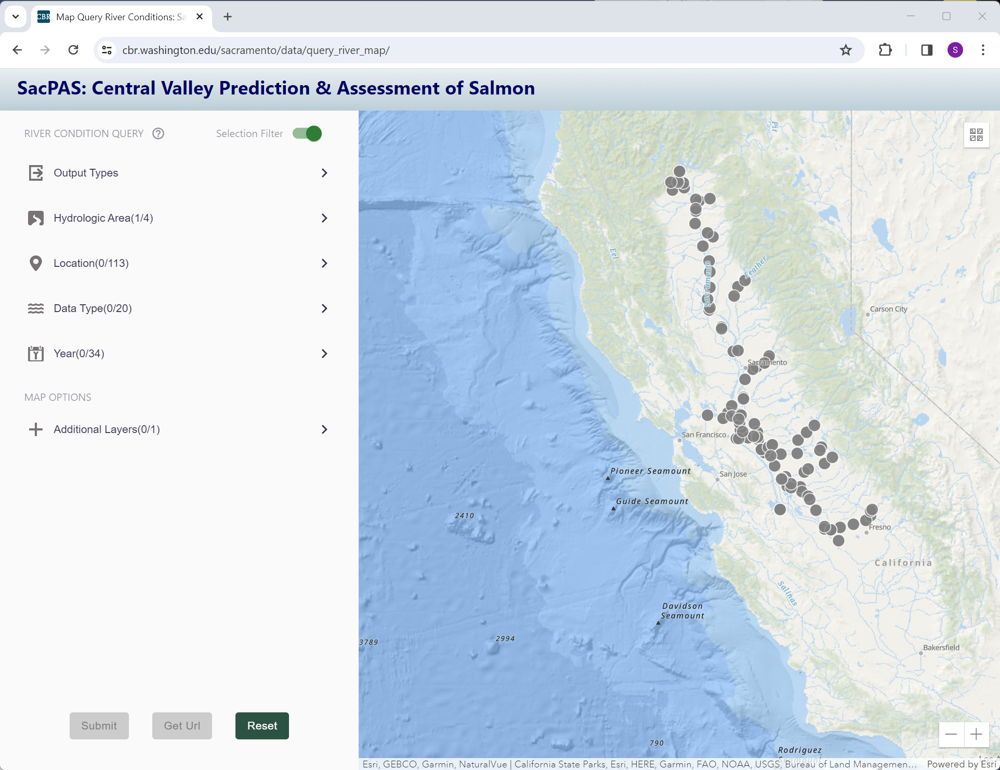 CBR Map Query River Conditions: Sa
cbr.washington.edu/sacramento/data/query_river_map/
S
SacPAS: Central Valley Prediction & Assessment of Salmon
RIVER CONDITION QUERY
Selection Filter
Output Types
Hydrologic Area(1/4)
Location(0/113)
Data Type(0/20)
Year(0/34)
MAP OPTIONS
Additional Layers(0/1)
Submit
Get Url
Reset
Pit
Eel
Sacramento
Feather
Carson City
Sacramento
San Francisco
San Jose
Pioneer Seamount
Guide Seamount
2410
Fresno
California
Salinas
Davidson
Seamount
2994
3789
Bakersfield
790
Rodriguez
Seamount
Esri, GEBCO, Garmin, NaturalVue | California State Parks, Esri, HERE, Garmin, FAO, NOAA, USGS, Bureau of Land Managemen...
Powered by Esri